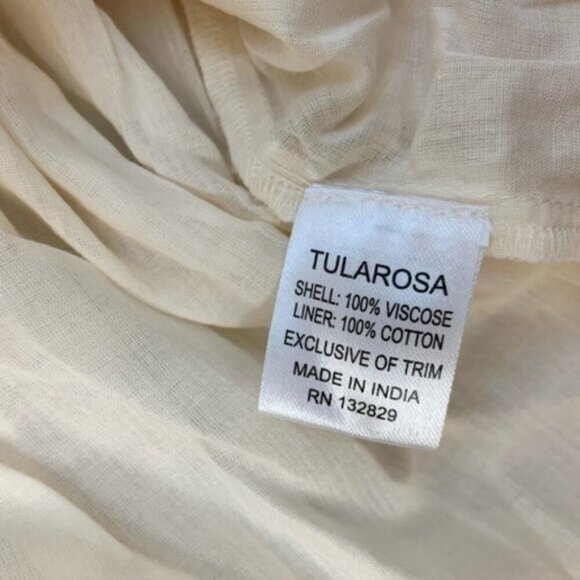 TULAROSA
SHELL: 100% VISCOSE
LINER: 100% COTTON
EXCLUSIVE OF TRIM
MADE IN INDIA
RN 132829